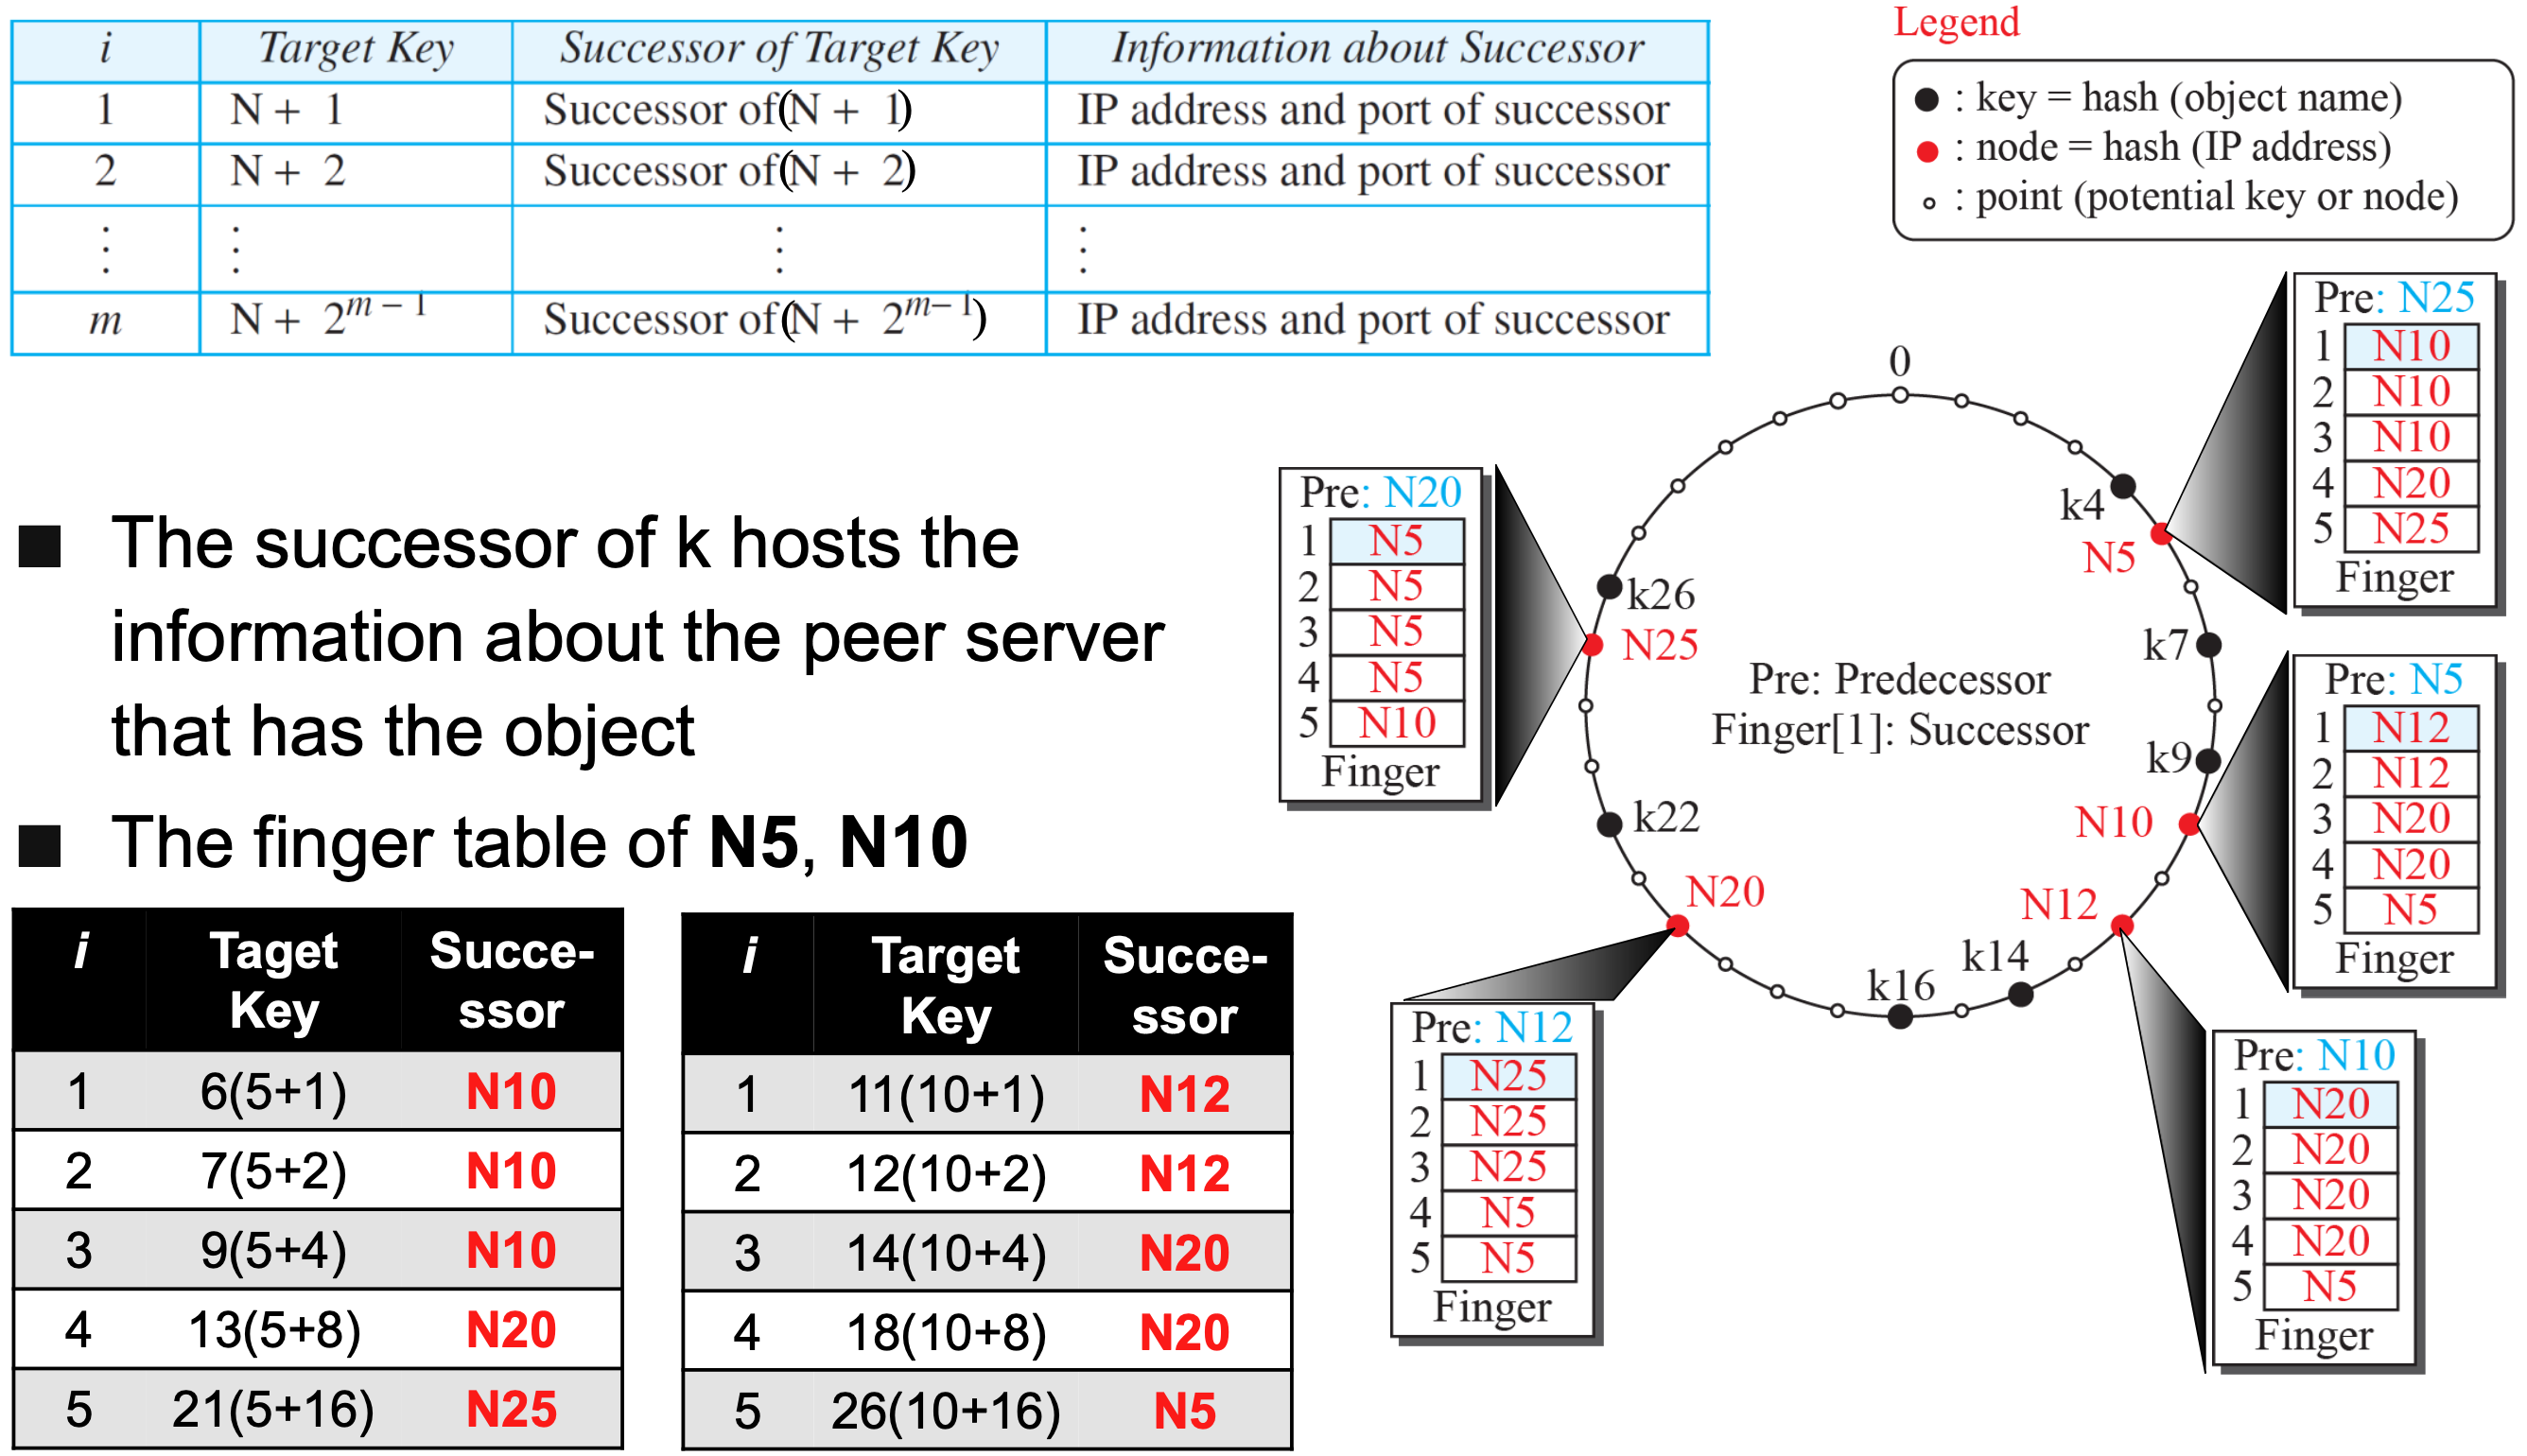 i Target Key Successor of Target Key Information about Successor
1 N + 1 Successor of(N + 1) IP address and port of successor
2 N + 2 Successor of(N + 2) IP address and port of successor
⋮ ⋮ ⋮ ⋮
m N + 2^{m – 1} Successor of(N + 2^{m– 1}) IP address and port of successor
■ The successor of k hosts the
information about the peer server
that has the object
■ The finger table of N5, N10
i Taget Key Succe-ssor
1 6(5+1) N10
2 7(5+2) N10
3 9(5+4) N10
4 13(5+8) N20
5 21(5+16) N25
i Target Key Succe-ssor
1 11(10+1) N12
2 12(10+2) N12
3 14(10+4) N20
4 18(10+8) N20
5 26(10+16) N5
Legend
● : key = hash (object name)
● : node = hash (IP address)
○ : point (potential key or node)
0
k4
N5
k7
k9
N10
N12
k14
k16
N20
k22
N25
k26
Pre: Predecessor
Finger[1]: Successor
Pre: N25
1 N10
2 N10
3 N10
4 N20
5 N25
Finger
Pre: N5
1 N12
2 N12
3 N20
4 N20
5 N5
Finger
Pre: N10
1 N20
2 N20
3 N20
4 N20
5 N5
Finger
Pre: N12
1 N25
2 N25
3 N25
4 N5
5 N5
Finger
Pre: N20
1 N5
2 N5
3 N5
4 N5
5 N10
Finger